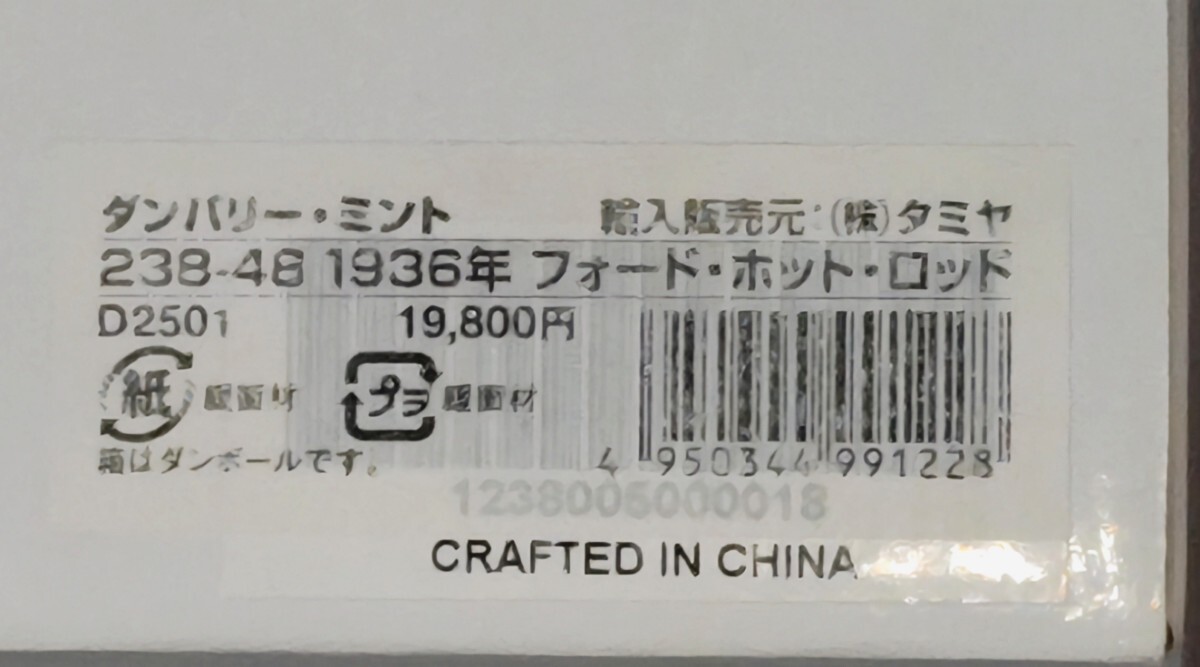 ダンバリー・ミント 輸入販売元:(株)タミヤ
238-48 1936年 フォード・ホット・ロッド
D2501 19,800円
紙 プラ
箱はダンボールです。
4 950344 991228
1238006000018
CRAFTED IN CHINA